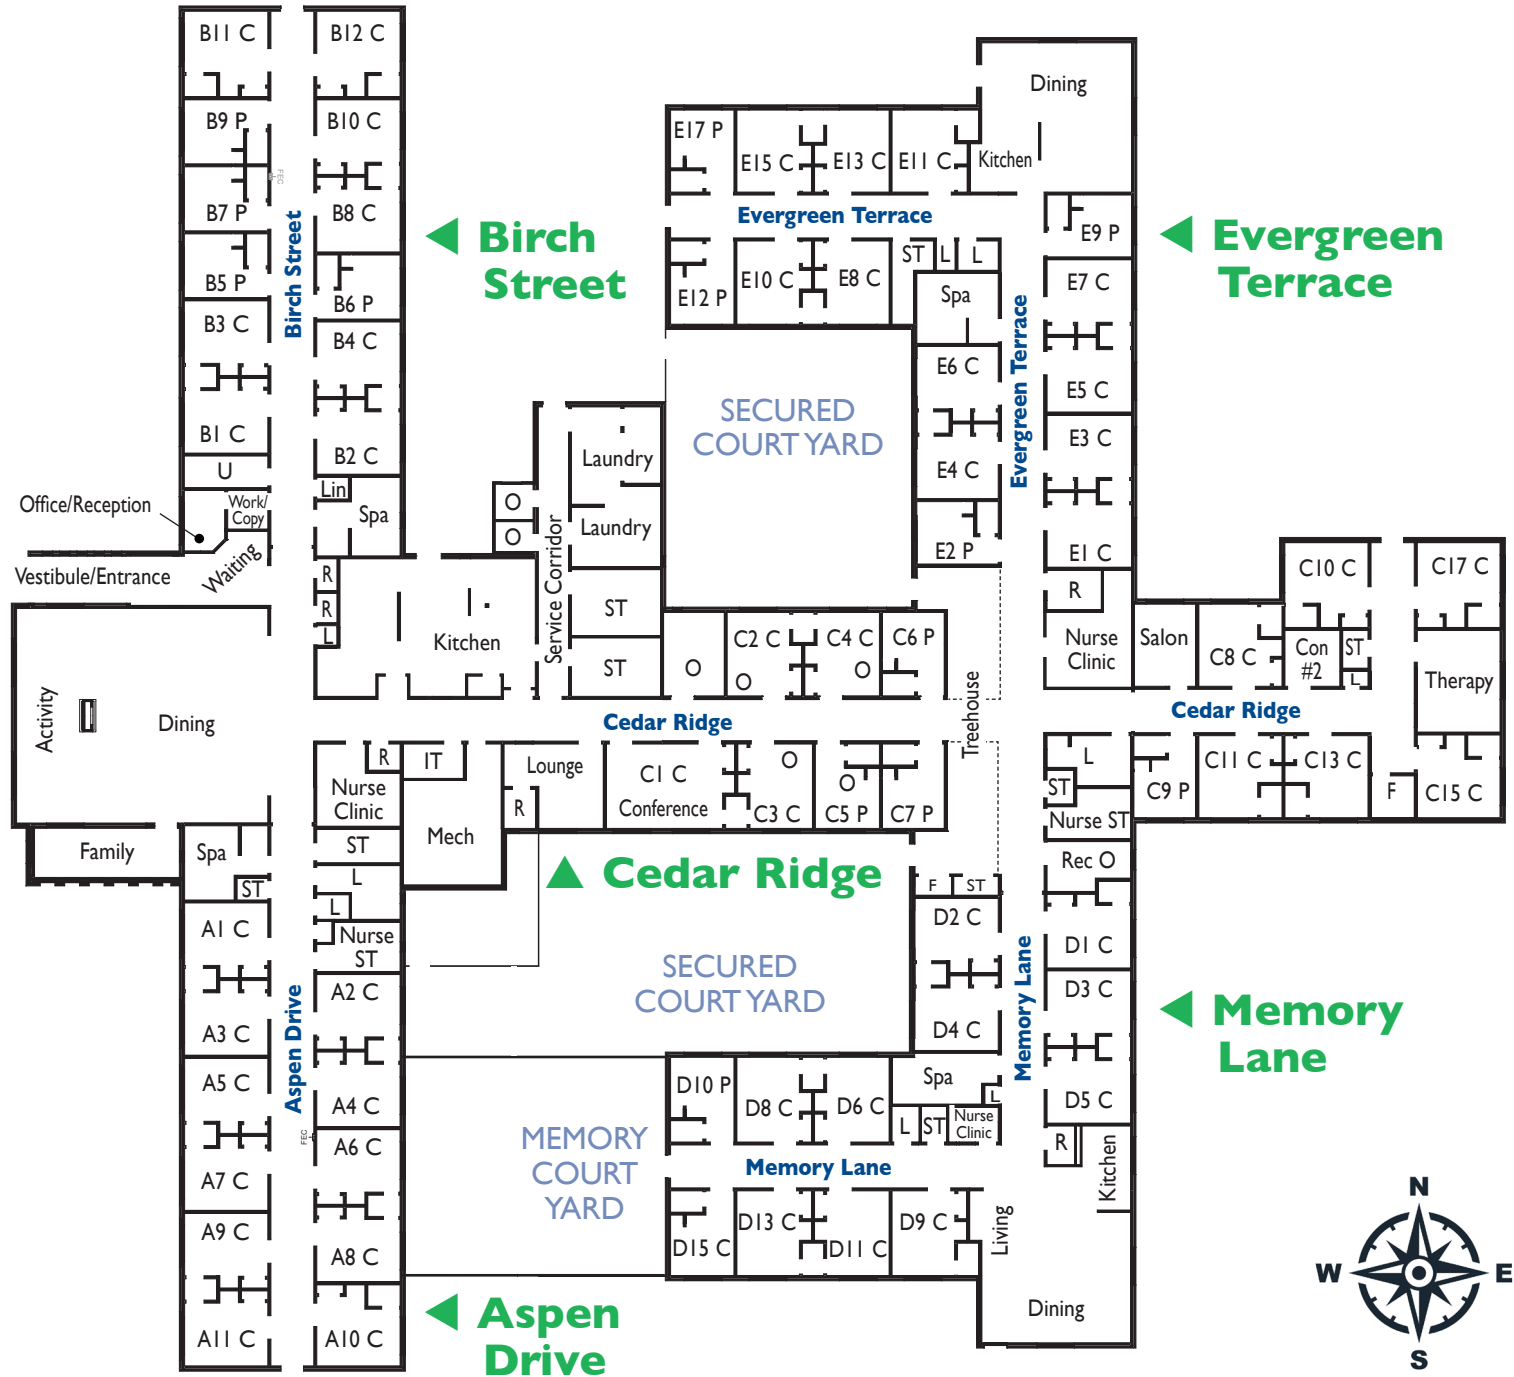 B11 C
B12 C
B9 P
B10 C
FEC
B7 P
B8 C
B5 P
B6 P
B3 C
B4 C
B1 C
B2 C
U
Lin
Spa
Birch Street
Birch
Street
Office/Reception
Work/
Copy
Waiting
Vestibule/Entrance
R
R
L
Activity
Dining
Family
Kitchen
O
O
Service Corridor
Laundry
Laundry
ST
ST
SECURED
COURT YARD
E17 P
E15 C
E13 C
E11 C
Kitchen
Dining
Evergreen Terrace
E12 P
E10 C
E8 C
ST
L
L
Spa
E9 P
E7 C
E6 C
E5 C
E4 C
E3 C
E2 P
E1 C
Evergreen Terrace
Evergreen
Terrace
R
Nurse
Clinic
Salon
C8 C
Con
#2
ST
L
C10 C
C17 C
Therapy
O
C2 C
O
C4 C
O
C6 P
Cedar Ridge
Treehouse
Cedar Ridge
R
Nurse
Clinic
IT
Mech
Lounge
R
C1 C
Conference
O
C3 C
O
C5 P
C7 P
L
ST
Nurse ST
C9 P
C11 C
C13 C
F
C15 C
Cedar Ridge
Spa
ST
ST
L
L
Nurse
ST
A1 C
A2 C
A3 C
A4 C
A5 C
FEC
A6 C
A7 C
A8 C
A9 C
A10 C
A11 C
Aspen Drive
Aspen
Drive
SECURED
COURT YARD
MEMORY
COURT
YARD
F
ST
Rec O
D2 C
D1 C
D4 C
D3 C
D5 C
Memory Lane
Memory
Lane
Spa
L
L
ST
Nurse
Clinic
R
Kitchen
D10 P
D8 C
D6 C
Memory Lane
D15 C
D13 C
D11 C
D9 C
Living
Dining
N
W
E
S